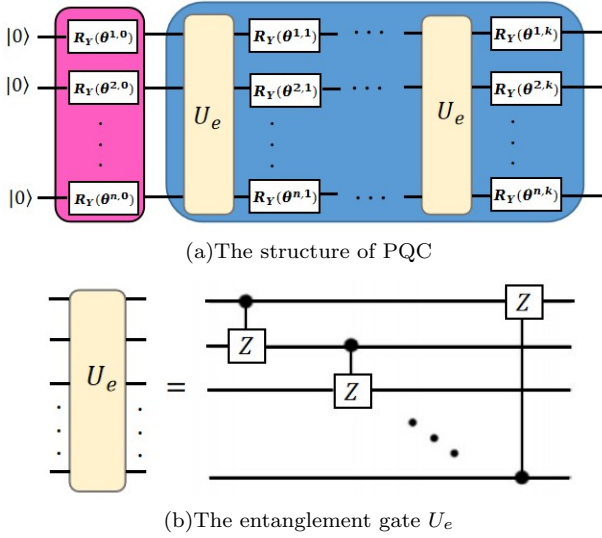 |0⟩ R_Y(θ^{1,0}) R_Y(θ^{1,1}) · · · R_Y(θ^{1,k})
|0⟩ R_Y(θ^{2,0}) U_e R_Y(θ^{2,1}) · · · U_e R_Y(θ^{2,k})
|0⟩ R_Y(θ^{n,0}) R_Y(θ^{n,1}) · · · R_Y(θ^{n,k})
(a)The structure of PQC
Z
Z
U_e = Z
(b)The entanglement gate U_e